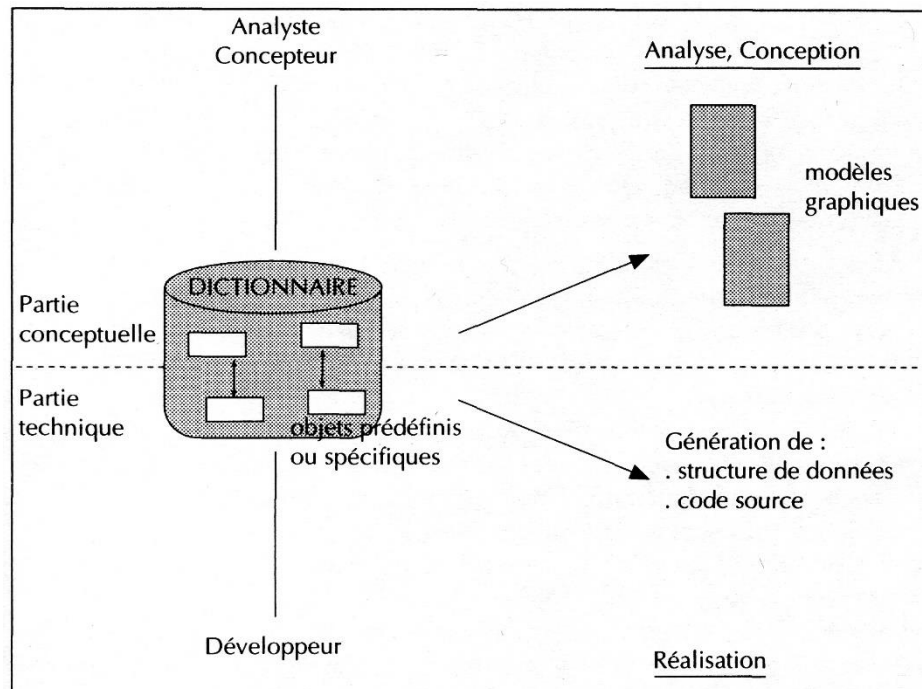 Analyste
Concepteur
Analyse, Conception
modèles
graphiques
DICTIONNAIRE
Partie
conceptuelle
Partie
technique
objets prédéfinis
ou spécifiques
Génération de :
. structure de données
. code source
Développeur
Réalisation